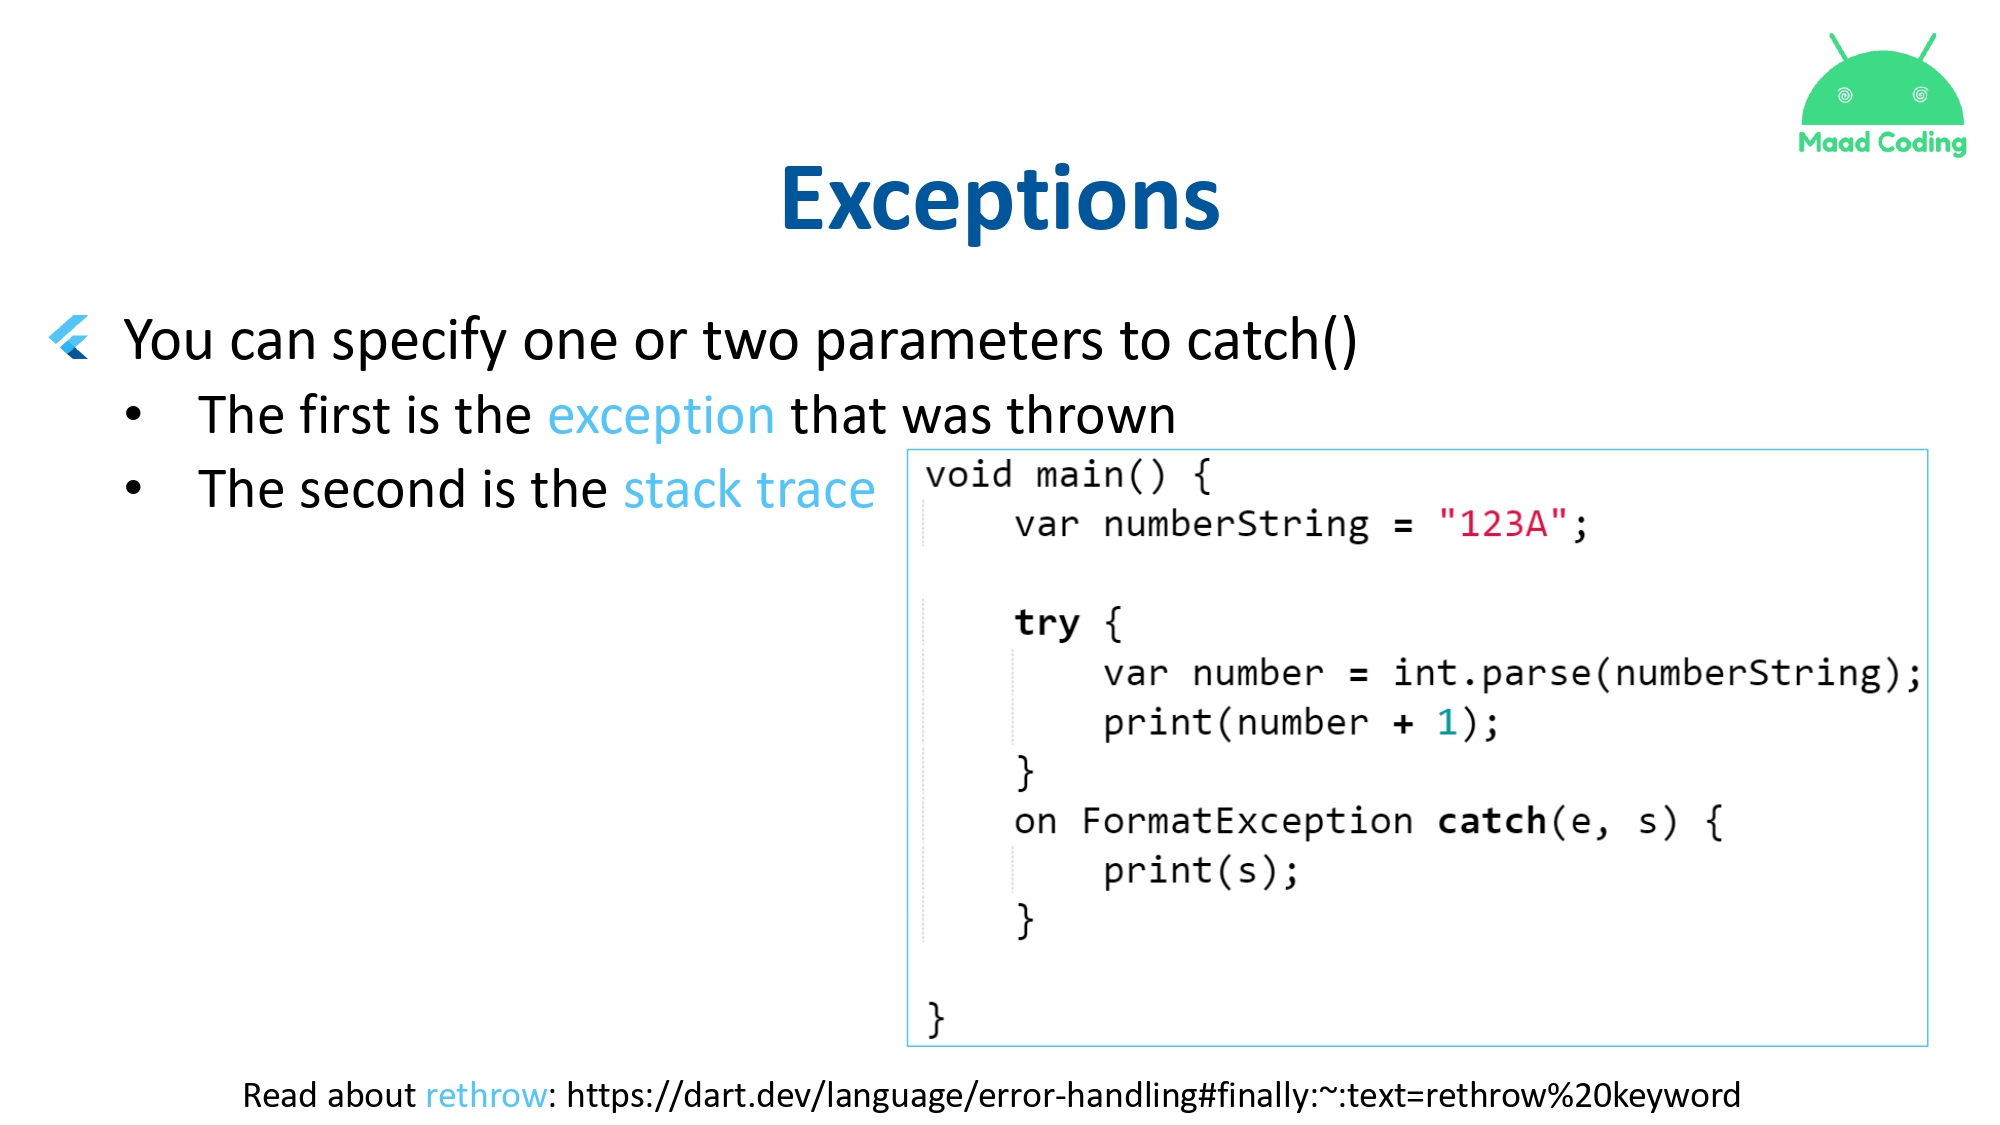 Maad Coding
Exceptions
You can specify one or two parameters to catch()
• The first is the exception that was thrown
• The second is the stack trace
void main() {
    var numberString = "123A";
    try {
        var number = int.parse(numberString);
        print(number + 1);
    }
    on FormatException catch(e, s) {
        print(s);
    }
}
Read about rethrow: https://dart.dev/language/error-handling#finally:~:text=rethrow%20keyword